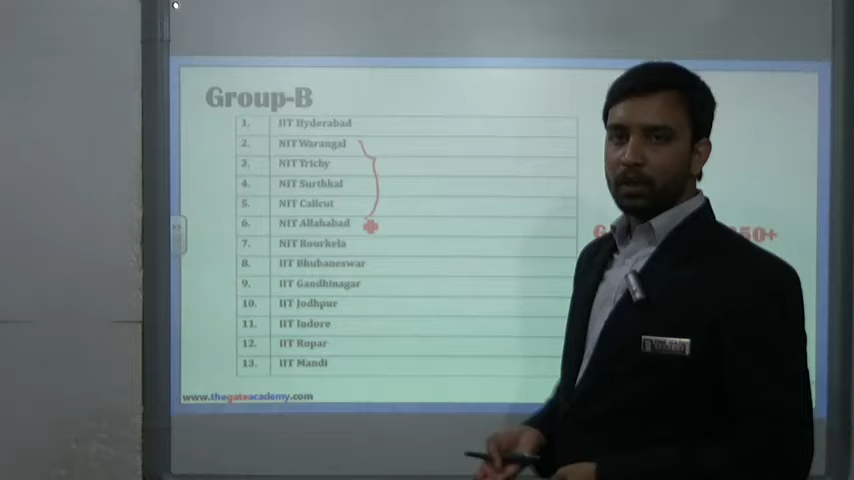 Group-B
1. IIT Hyderabad
2. NIT Warangal
3. NIT Trichy
4. NIT Surthkal
5. NIT Calicut
6. NIT Allahabad
7. NIT Rourkela
8. IIT Bhubaneswar
9. IIT Gandhinagar
10. IIT Jodhpur
11. IIT Indore
12. IIT Ropar
13. IIT Mandi
50+
www.thegateacademy.com